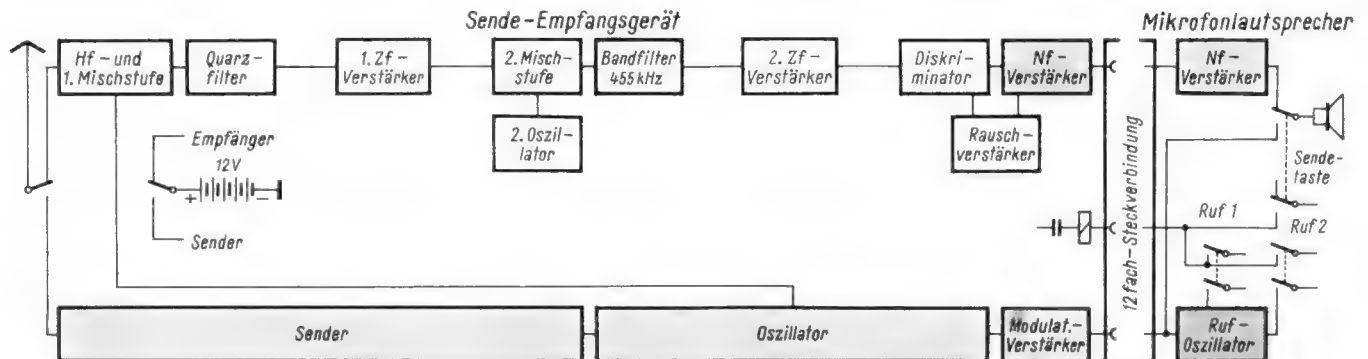 Sende-Empfangsgerät
Mikrofonlautsprecher
Hf- und
1. Mischstufe
Quarz-
filter
1. Zf-
Verstärker
2. Misch-
stufe
Bandfilter
455 kHz
2. Zf-
Verstärker
Diskri-
minator
Nf-
Verstärker
Nf-
Verstärker
2. Oszil-
lator
Rausch-
verstärker
Empfänger
12V
+
-
Sender
12fach-Steckverbindung
Sende-
taste
Ruf 1
Ruf 2
Sender
Oszillator
Modulat.-
Verstärker
Ruf-
Oszillator